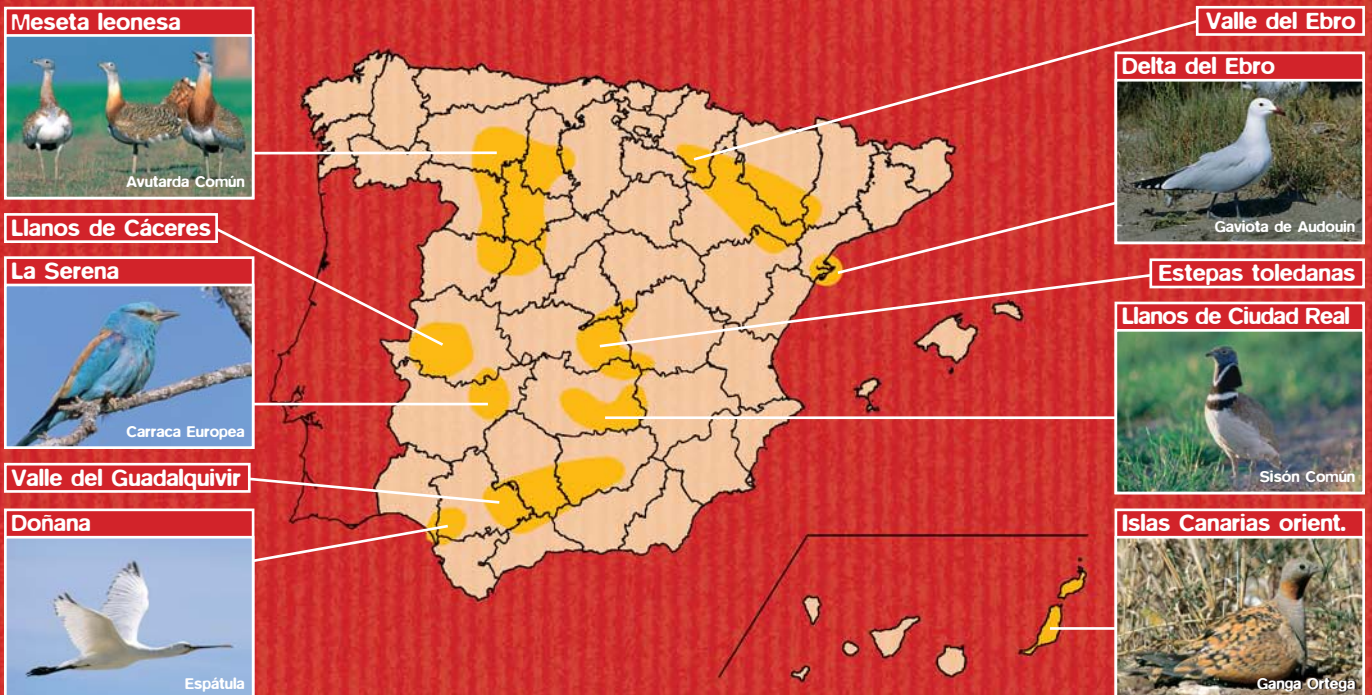 Meseta leonesa
Avutarda Común
Llanos de Cáceres
La Serena
Carraca Europea
Valle del Guadalquivir
Doñana
Espátula
Valle del Ebro
Delta del Ebro
Gaviota de Audouin
Estepas toledanas
Llanos de Ciudad Real
Sisón Común
Islas Canarias orient.
Ganga Ortega